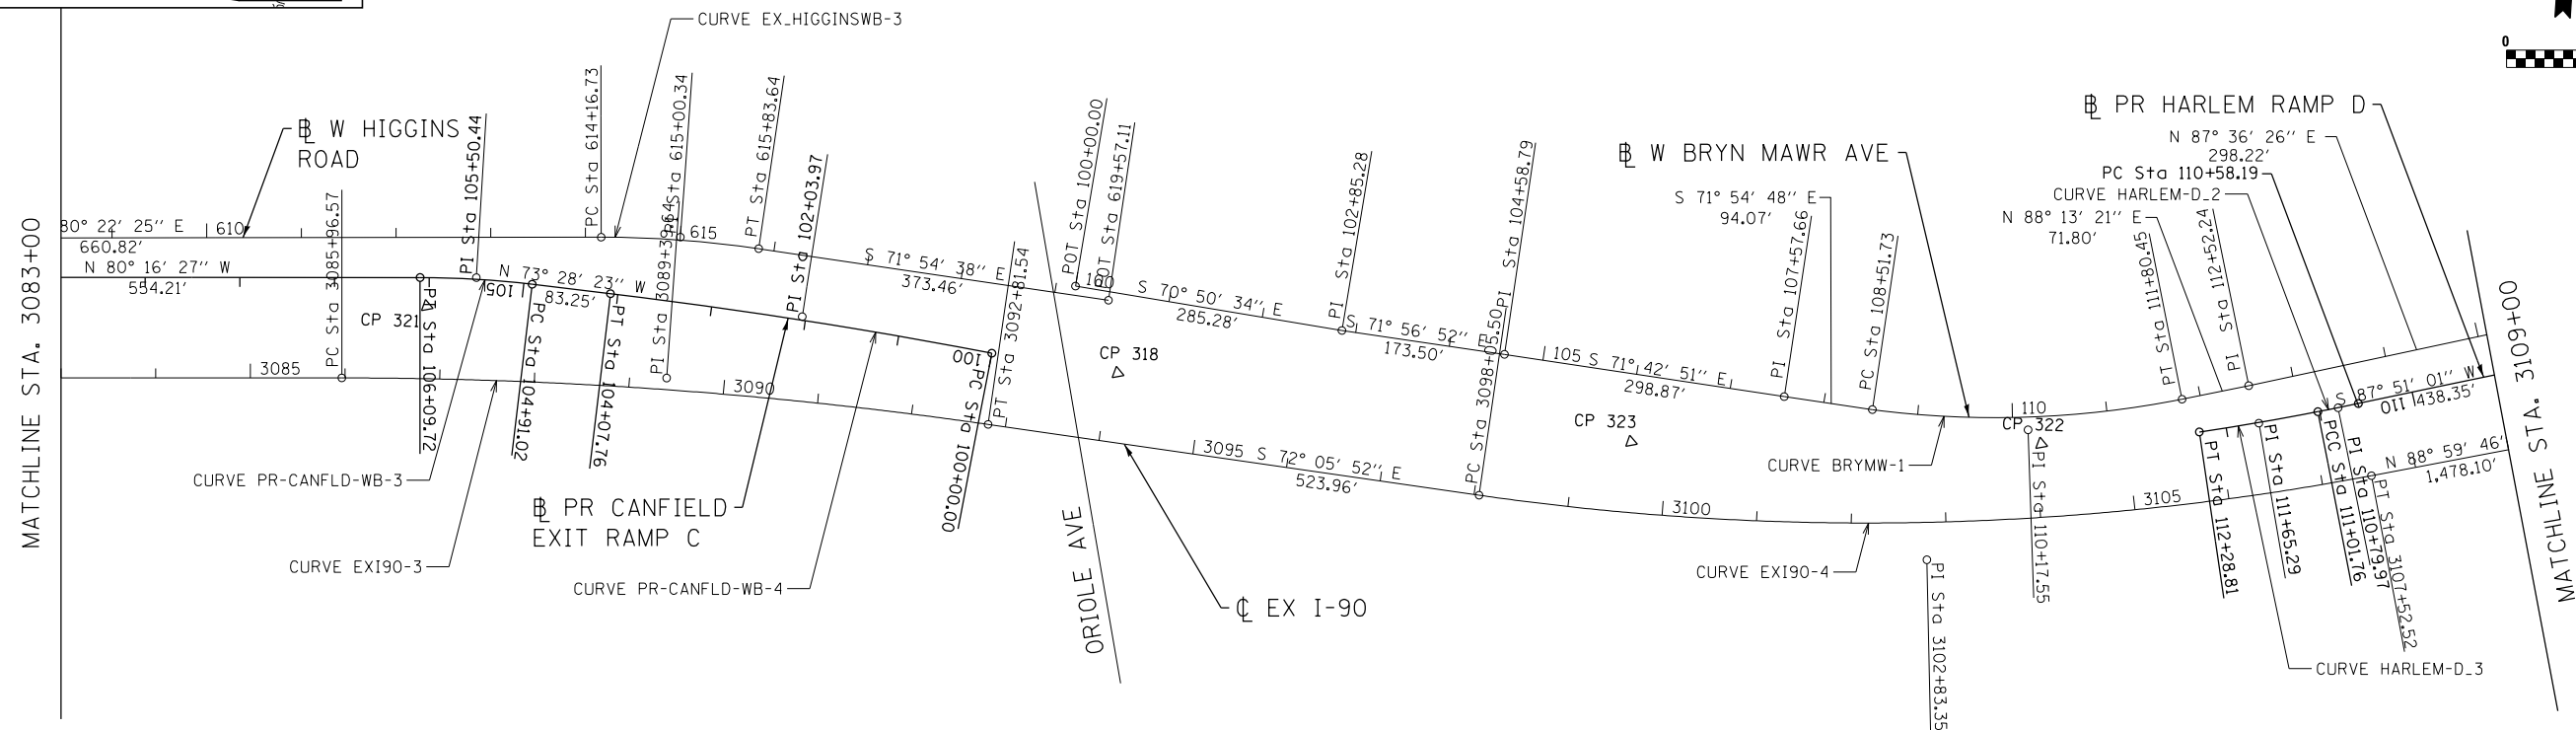 CURVE EX_HIGGINSWB-3
0
℄ W HIGGINS
ROAD
MATCHLINE STA. 3083+00
80° 22' 25" E
660.82'
610
N 80° 16' 27" W
554.21'
3085
PC Sta 3085+96.57
CP 321
PT Sta 106+09.72
PI Sta 105+50.44
105
N 73° 28' 23" W
83.25'
PC Sta 104+91.02
PT Sta 104+07.76
PC Sta 614+16.73
PI Sta 615+00.34
615
PT Sta 615+83.64
PI Sta 102+03.97
S 71° 54' 38" E
373.46'
3090
100
PC Sta 100+00.00
PT Sta 3092+81.54
POT Sta 100+00.00
POT Sta 619+57.11
160
S 70° 50' 34" E
285.28'
PI Sta 102+85.28
CP 318
S 71° 56' 52" E
173.50'
PI Sta 104+58.79
PC Sta 3098+05.50
105 S 71° 42' 51" E
298.87'
℄ W BRYN MAWR AVE
S 71° 54' 48" E
94.07'
PI Sta 107+57.66
PC Sta 108+51.73
CP 323
3095 S 72° 05' 52" E
523.96'
3100
110
CP 322
PI Sta 110+17.55
CURVE BRYMW-1
CURVE EXI90-4
PI Sta 3102+83.35
℄ PR HARLEM RAMP D
N 87° 36' 26" E
298.22'
PC Sta 110+58.19
CURVE HARLEM-D_2
N 88° 13' 21" E
71.80'
PT Sta 111+80.45
PI Sta 112+52.24
S 87° 51' 01" W
438.35'
110
3105
N 88° 59' 46"
1,478.10'
PT Sta 112+28.81
PI Sta 111+65.29
PCC Sta 111+01.76
PI Sta 110+79.97
PT Sta 3107+52.52
CURVE HARLEM-D_3
MATCHLINE STA. 3109+00
CURVE PR-CANFLD-WB-3
℄ PR CANFIELD
EXIT RAMP C
CURVE EXI90-3
CURVE PR-CANFLD-WB-4
ORIOLE AVE
℄ EX I-90